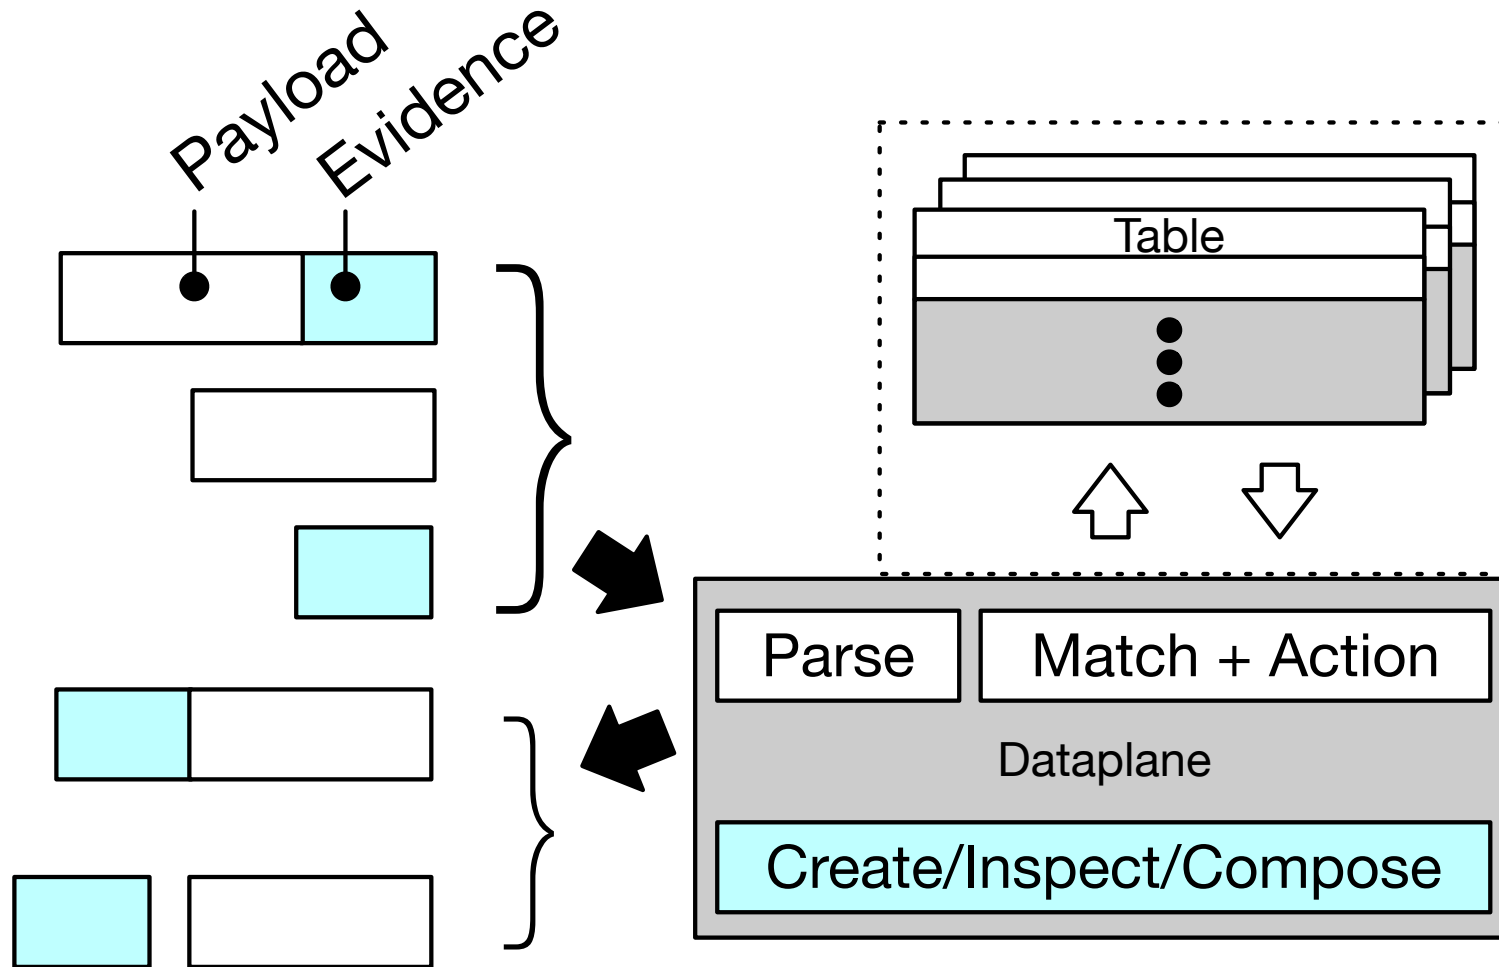 Payload
Evidence
Table
Parse
Match + Action
Dataplane
Create/Inspect/Compose